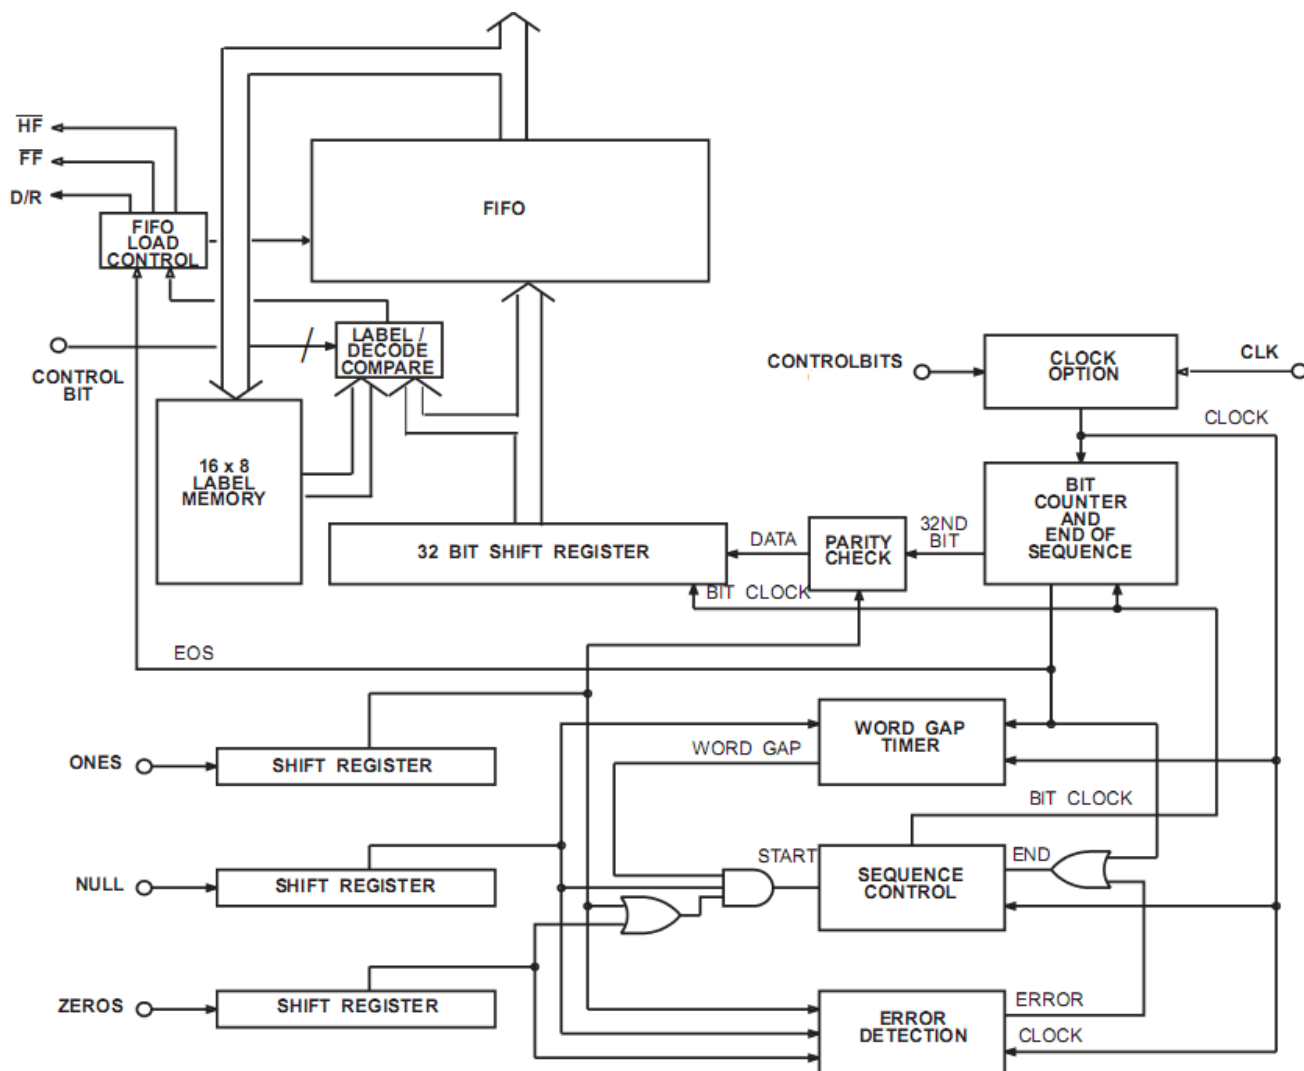 HF
FF
D/R
FIFO
LOAD
CONTROL
FIFO
CONTROL
BIT
LABEL /
DECODE
COMPARE
CONTROLBITS
CLOCK
OPTION
CLK
CLOCK
16 x 8
LABEL
MEMORY
BIT
COUNTER
AND
END OF
SEQUENCE
32 BIT SHIFT REGISTER
DATA
PARITY
CHECK
32ND
BIT
BIT CLOCK
EOS
WORD GAP
TIMER
WORD GAP
ONES
SHIFT REGISTER
BIT CLOCK
START
SEQUENCE
CONTROL
END
NULL
SHIFT REGISTER
ZEROS
SHIFT REGISTER
ERROR
DETECTION
ERROR
CLOCK